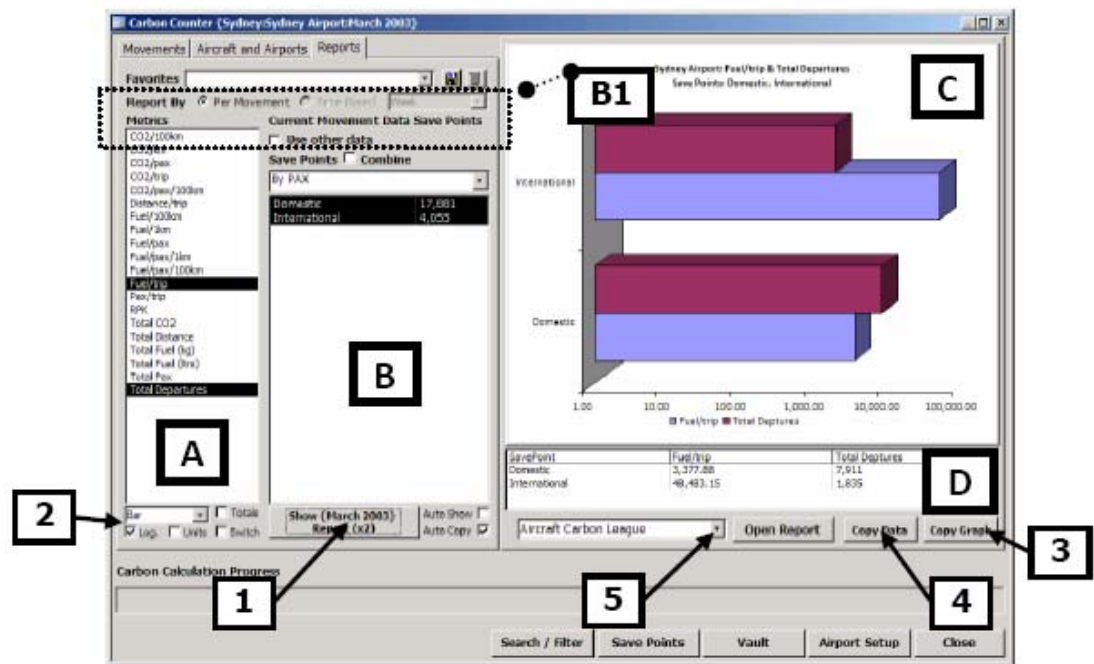 Carbon Counter (Sydney:Sydney Airport:March 2003)
Movements Aircraft and Airports Reports
Favorites
Report By Per Movement Time Based Week
B1
Metrics
Current Movement Data Save Points
Use other data
CO2/100km
CO2/pax
CO2/trip
CO2/pax/100km
Distance/trip
Fuel/100km
Fuel/1km
Fuel/pax
Fuel/pax/1km
Fuel/pax/100km
Fuel/trip
Pax/trip
RPK
Total CO2
Total Distance
Total Fuel (kg)
Total Fuel (ltrs)
Total Pax
Total Departures
A
Save Points Combine
By PAX
Domestic 17,881
International 4,055
B
Bar Totals
Log. Units Switch
Show (March 2003)
Report (x2)
Auto Show
Auto Copy
2
1
Sydney Airport: Fuel/trip & Total Departures
Save Points: Domestic, International
C
International
Domestic
1.00 10.00 100.00 1,000.00 10,000.00 100,000.00
Fuel/trip Total Deptures
SavePoint Fuel/trip Total Deptures
Domestic 3,377.88 7,911
International 48,483.15 1,835
D
Aircraft Carbon League Open Report Copy Data Copy Graph
3
5
4
Carbon Calculation Progress
Search / Filter Save Points Vault Airport Setup Close